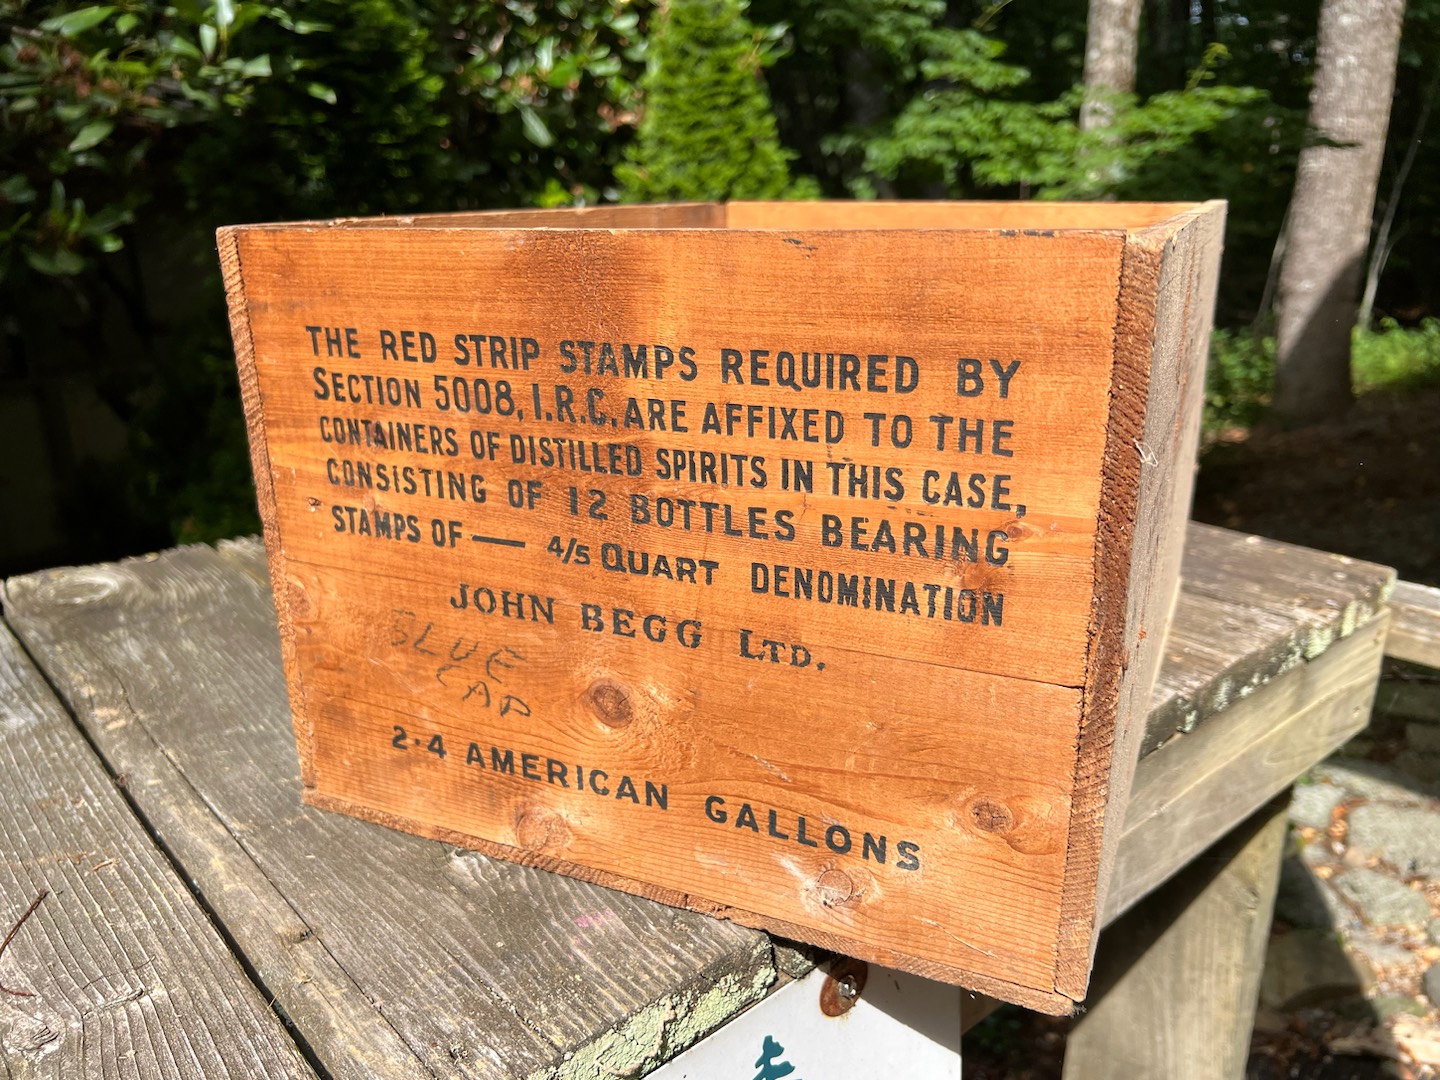 THE RED STRIP STAMPS REQUIRED BY
SECTION 5008, I.R.C. ARE AFFIXED TO THE
CONTAINERS OF DISTILLED SPIRITS IN THIS CASE,
CONSISTING OF 12 BOTTLES BEARING
STAMPS OF — 4/5 QUART DENOMINATION
JOHN BEGG LTD.
BLUE
CAP
2·4 AMERICAN GALLONS